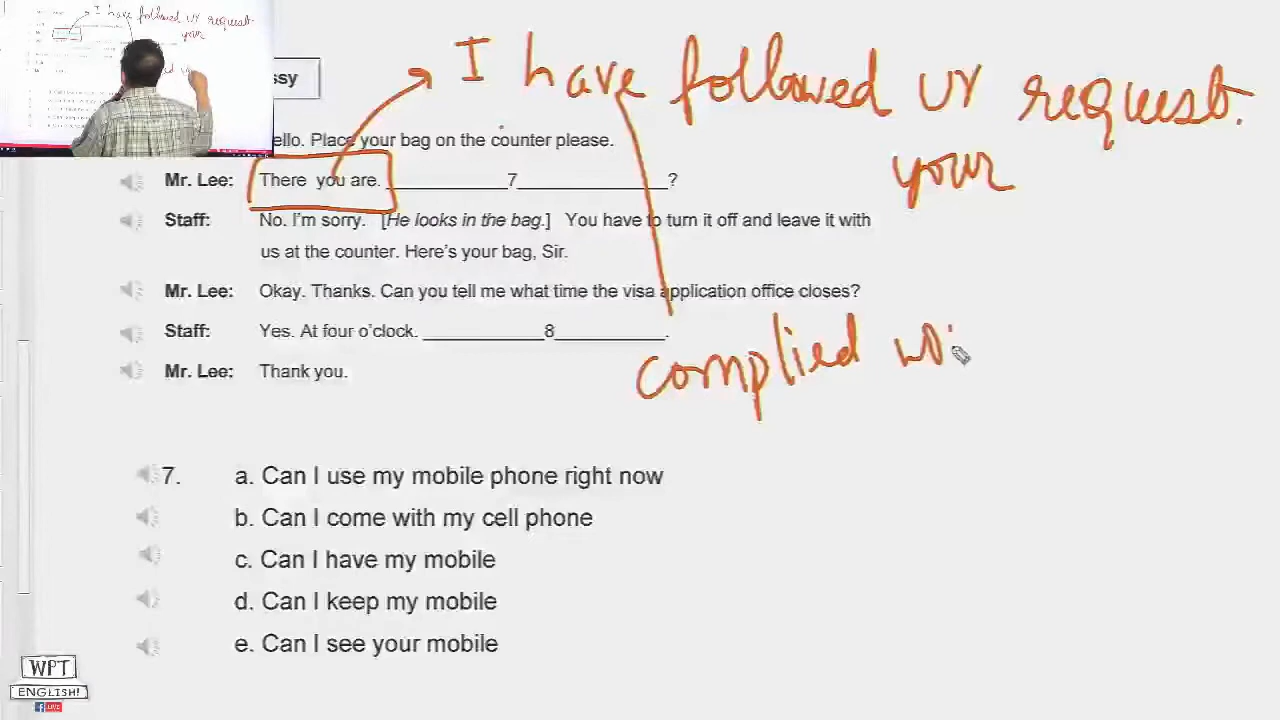 I have followed ur request.
your
ssy
ello. Place your bag on the counter please.
Mr. Lee: There you are. ____________7____________?
Staff: No. I'm sorry. [He looks in the bag.] You have to turn it off and leave it with
us at the counter. Here's your bag, Sir.
Mr. Lee: Okay. Thanks. Can you tell me what time the visa application office closes?
Staff: Yes. At four o'clock. ____________8____________.
Mr. Lee: Thank you.
complied wi
7. a. Can I use my mobile phone right now
b. Can I come with my cell phone
c. Can I have my mobile
d. Can I keep my mobile
e. Can I see your mobile
WPT
ENGLISH!
f LIVE